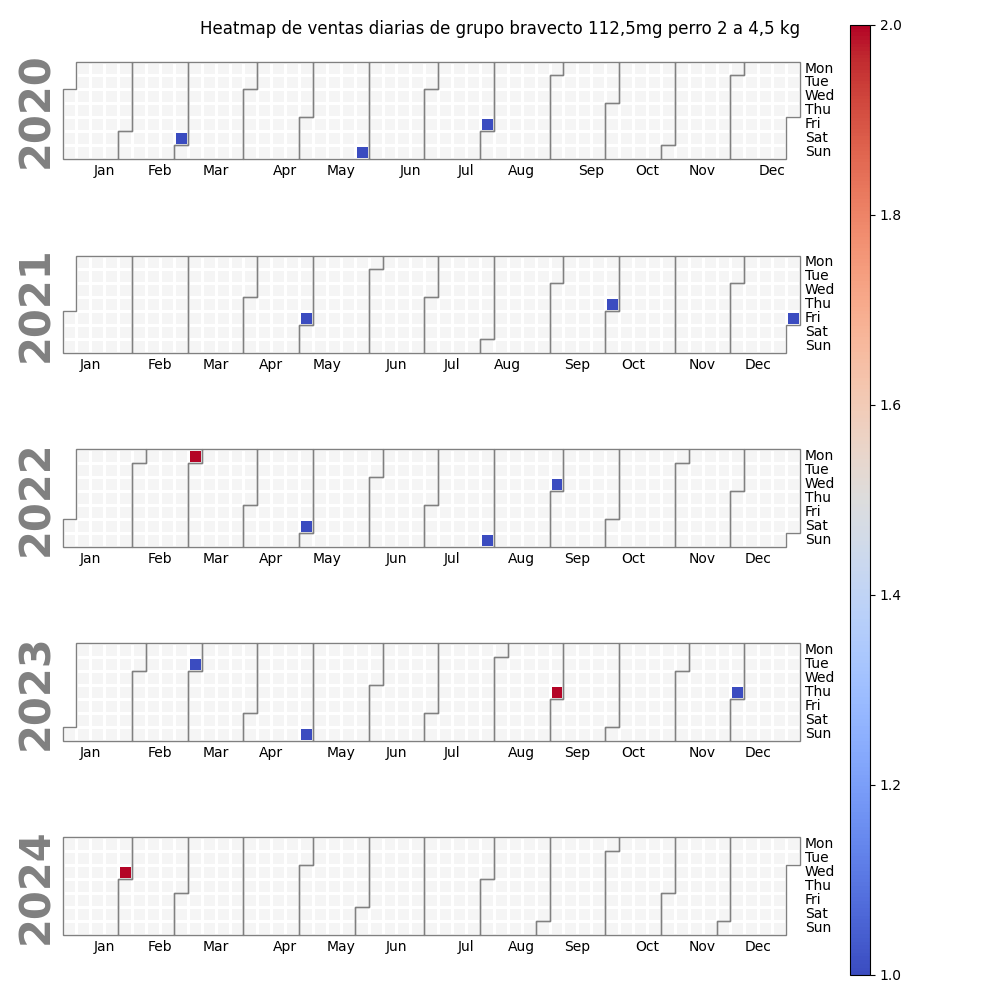 Heatmap de ventas diarias de grupo bravecto 112,5mg perro 2 a 4,5 kg
2020
Mon
Tue
Wed
Thu
Fri
Sat
Sun
Jan Feb Mar Apr May Jun Jul Aug Sep Oct Nov Dec
2021
Mon
Tue
Wed
Thu
Fri
Sat
Sun
Jan Feb Mar Apr May Jun Jul Aug Sep Oct Nov Dec
2022
Mon
Tue
Wed
Thu
Fri
Sat
Sun
Jan Feb Mar Apr May Jun Jul Aug Sep Oct Nov Dec
2023
Mon
Tue
Wed
Thu
Fri
Sat
Sun
Jan Feb Mar Apr May Jun Jul Aug Sep Oct Nov Dec
2024
Mon
Tue
Wed
Thu
Fri
Sat
Sun
Jan Feb Mar Apr May Jun Jul Aug Sep Oct Nov Dec
2.0
1.8
1.6
1.4
1.2
1.0